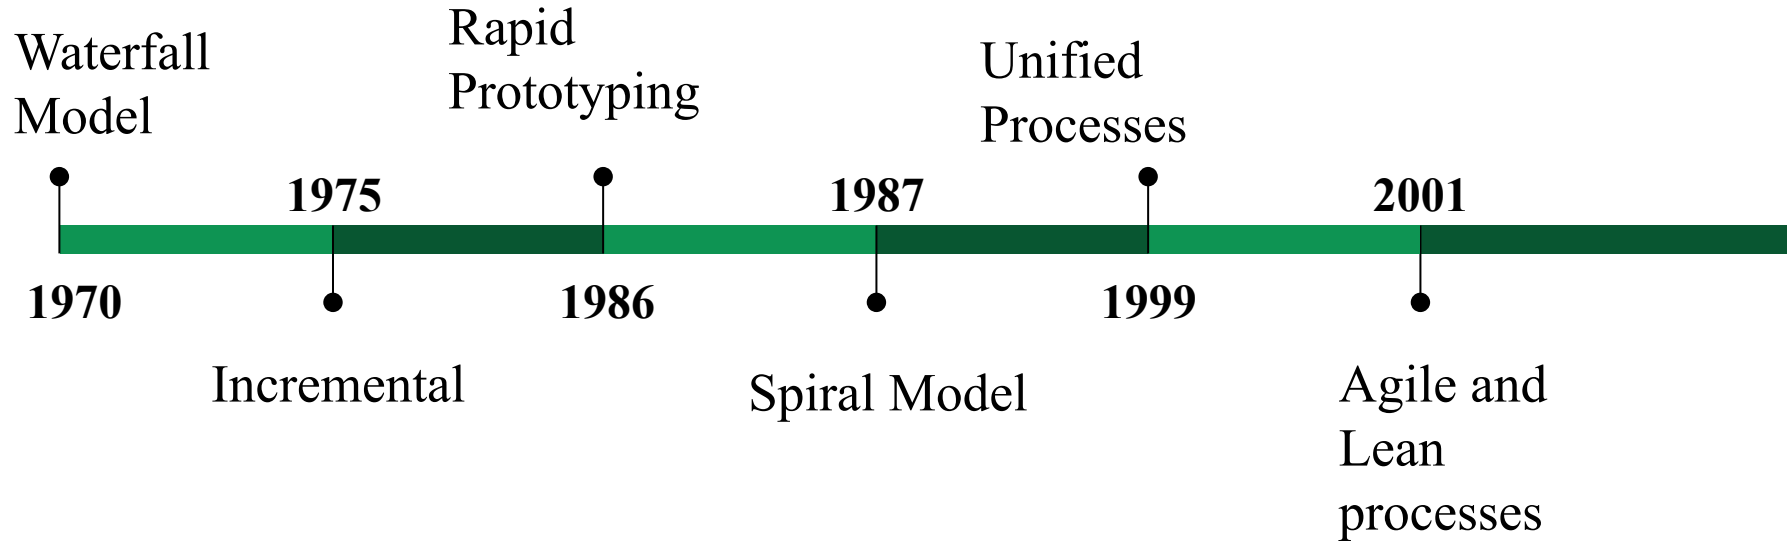 Waterfall
Model
Rapid
Prototyping
Unified
Processes
1975
1987
2001
1970
1986
1999
Incremental
Spiral Model
Agile and
Lean
processes